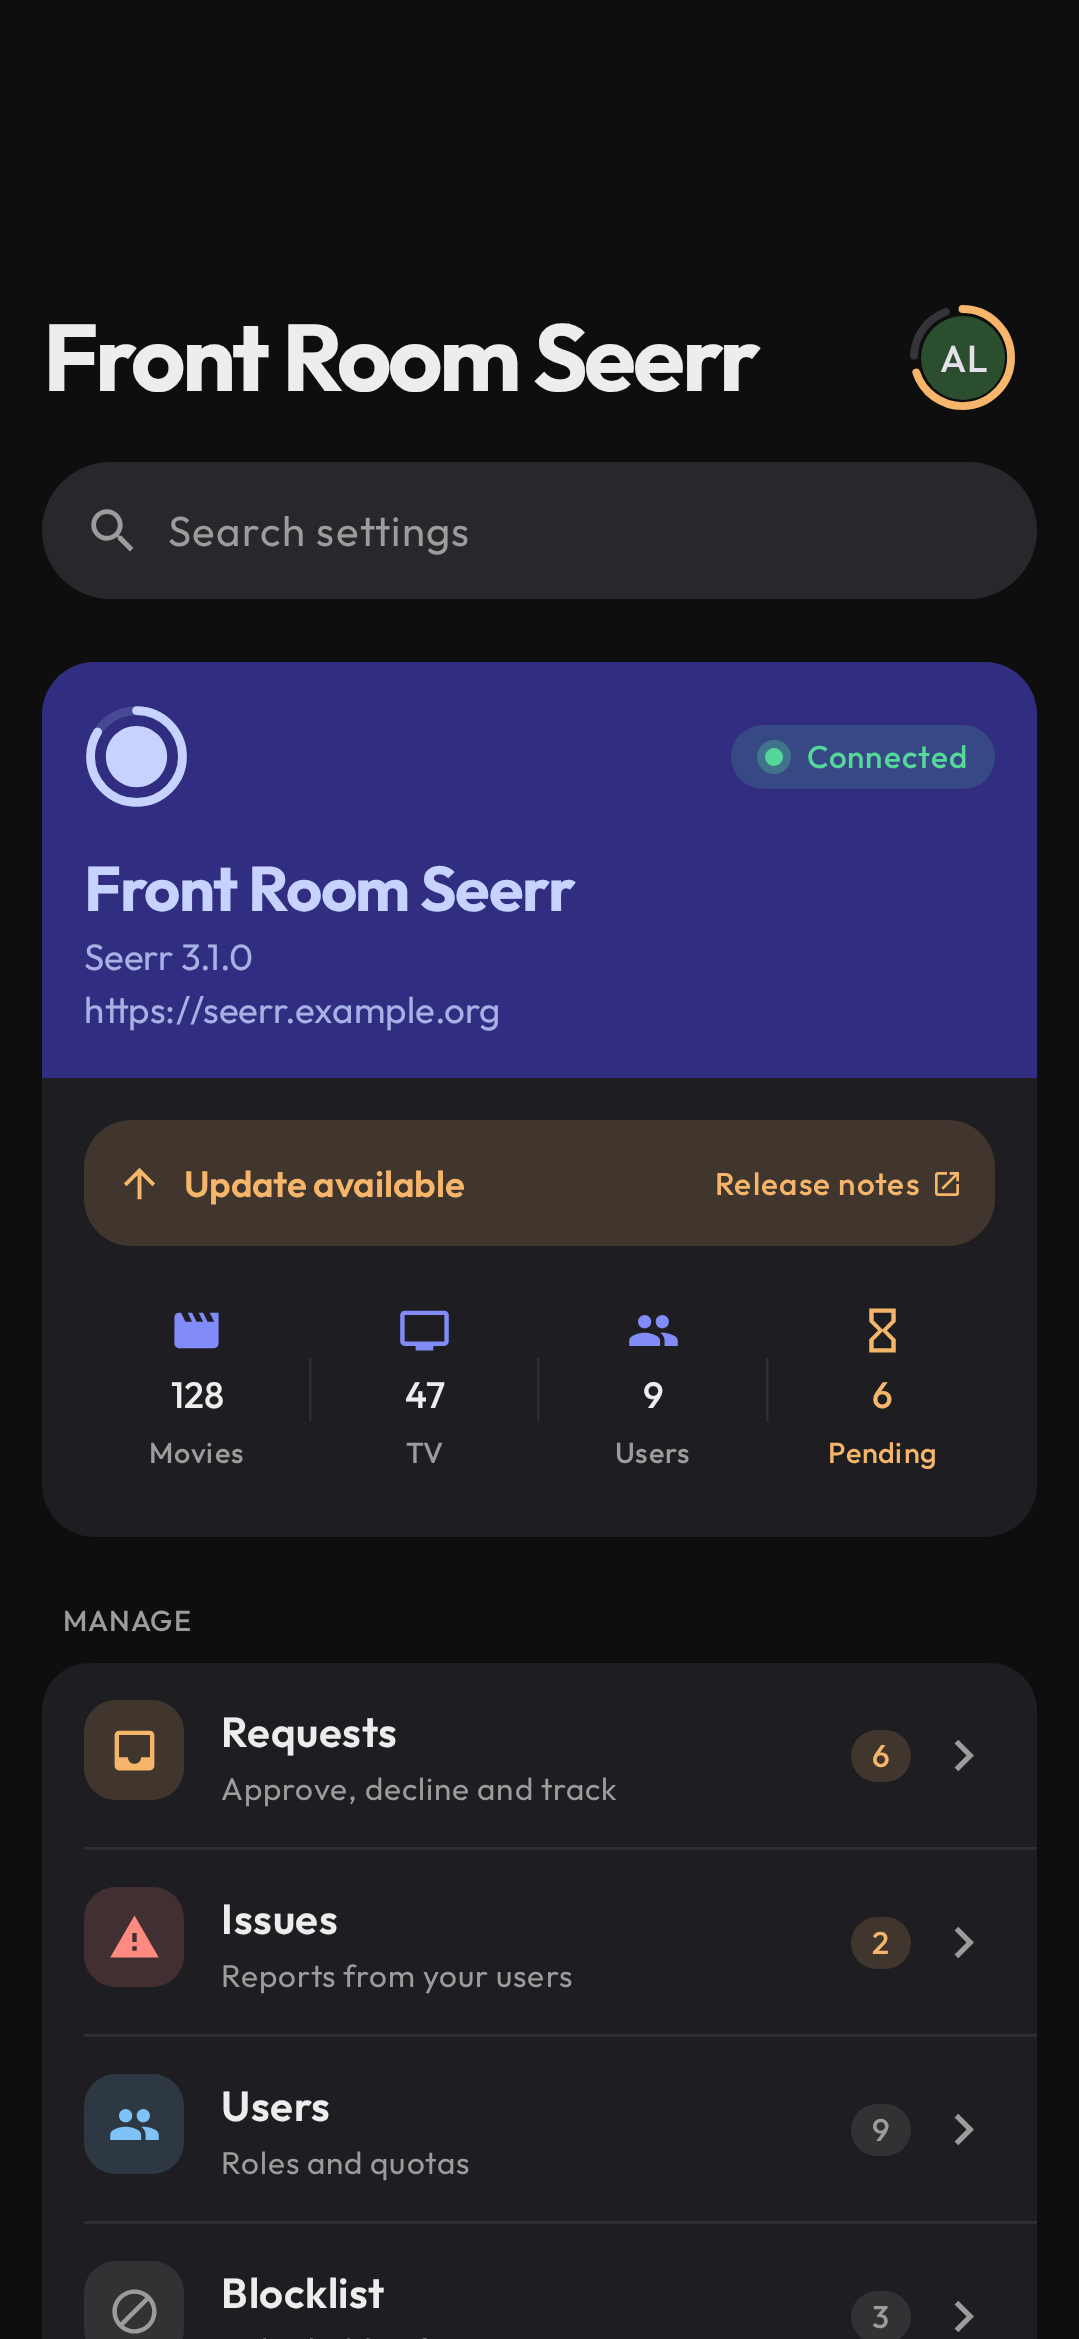 Front Room Seerr
AL
Search settings
Connected
Front Room Seerr
Seerr 3.1.0
https://seerr.example.org
Update available
Release notes
128
47
9
6
Movies
TV
Users
Pending
MANAGE
Requests
Approve, decline and track
6
Issues
Reports from your users
2
Users
Roles and quotas
9
Blocklist
3